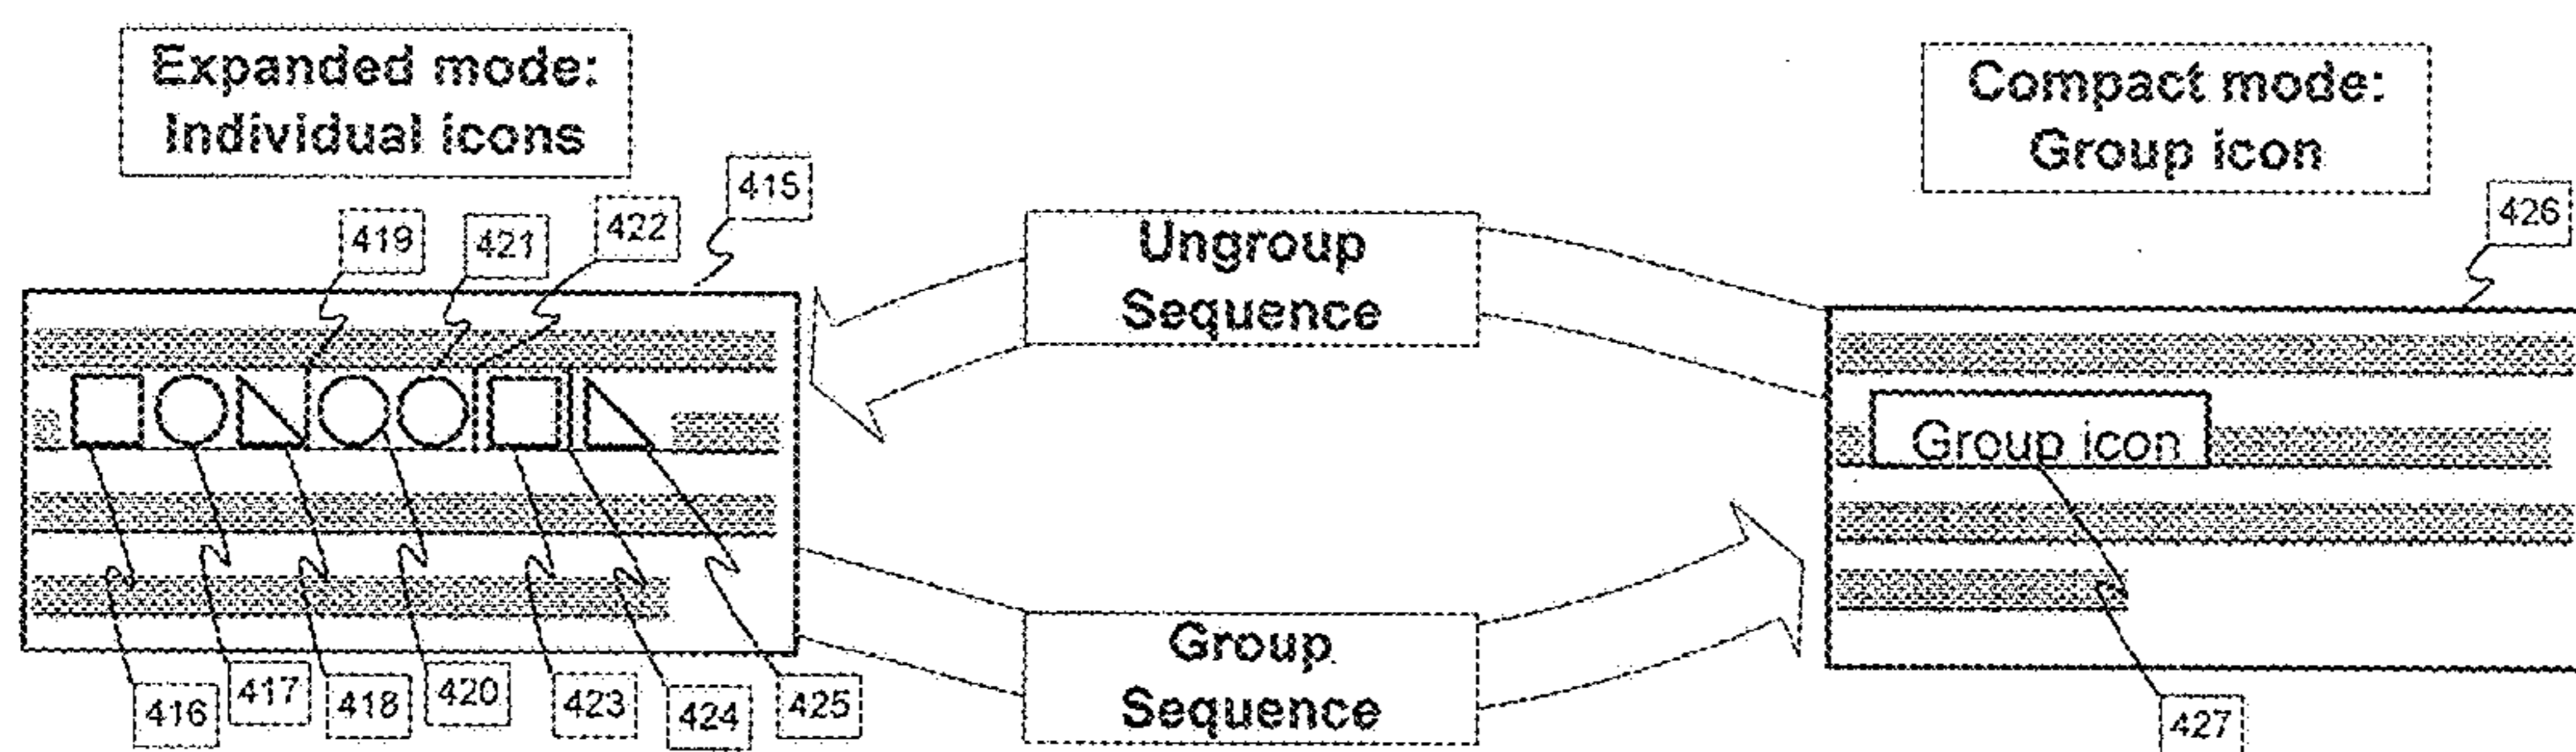 Expanded mode:
Individual icons
Compact mode:
Group icon
415
426
419
421
422
Ungroup
Sequence
Group icon
Group
Sequence
416
417
418
420
423
424
425
427